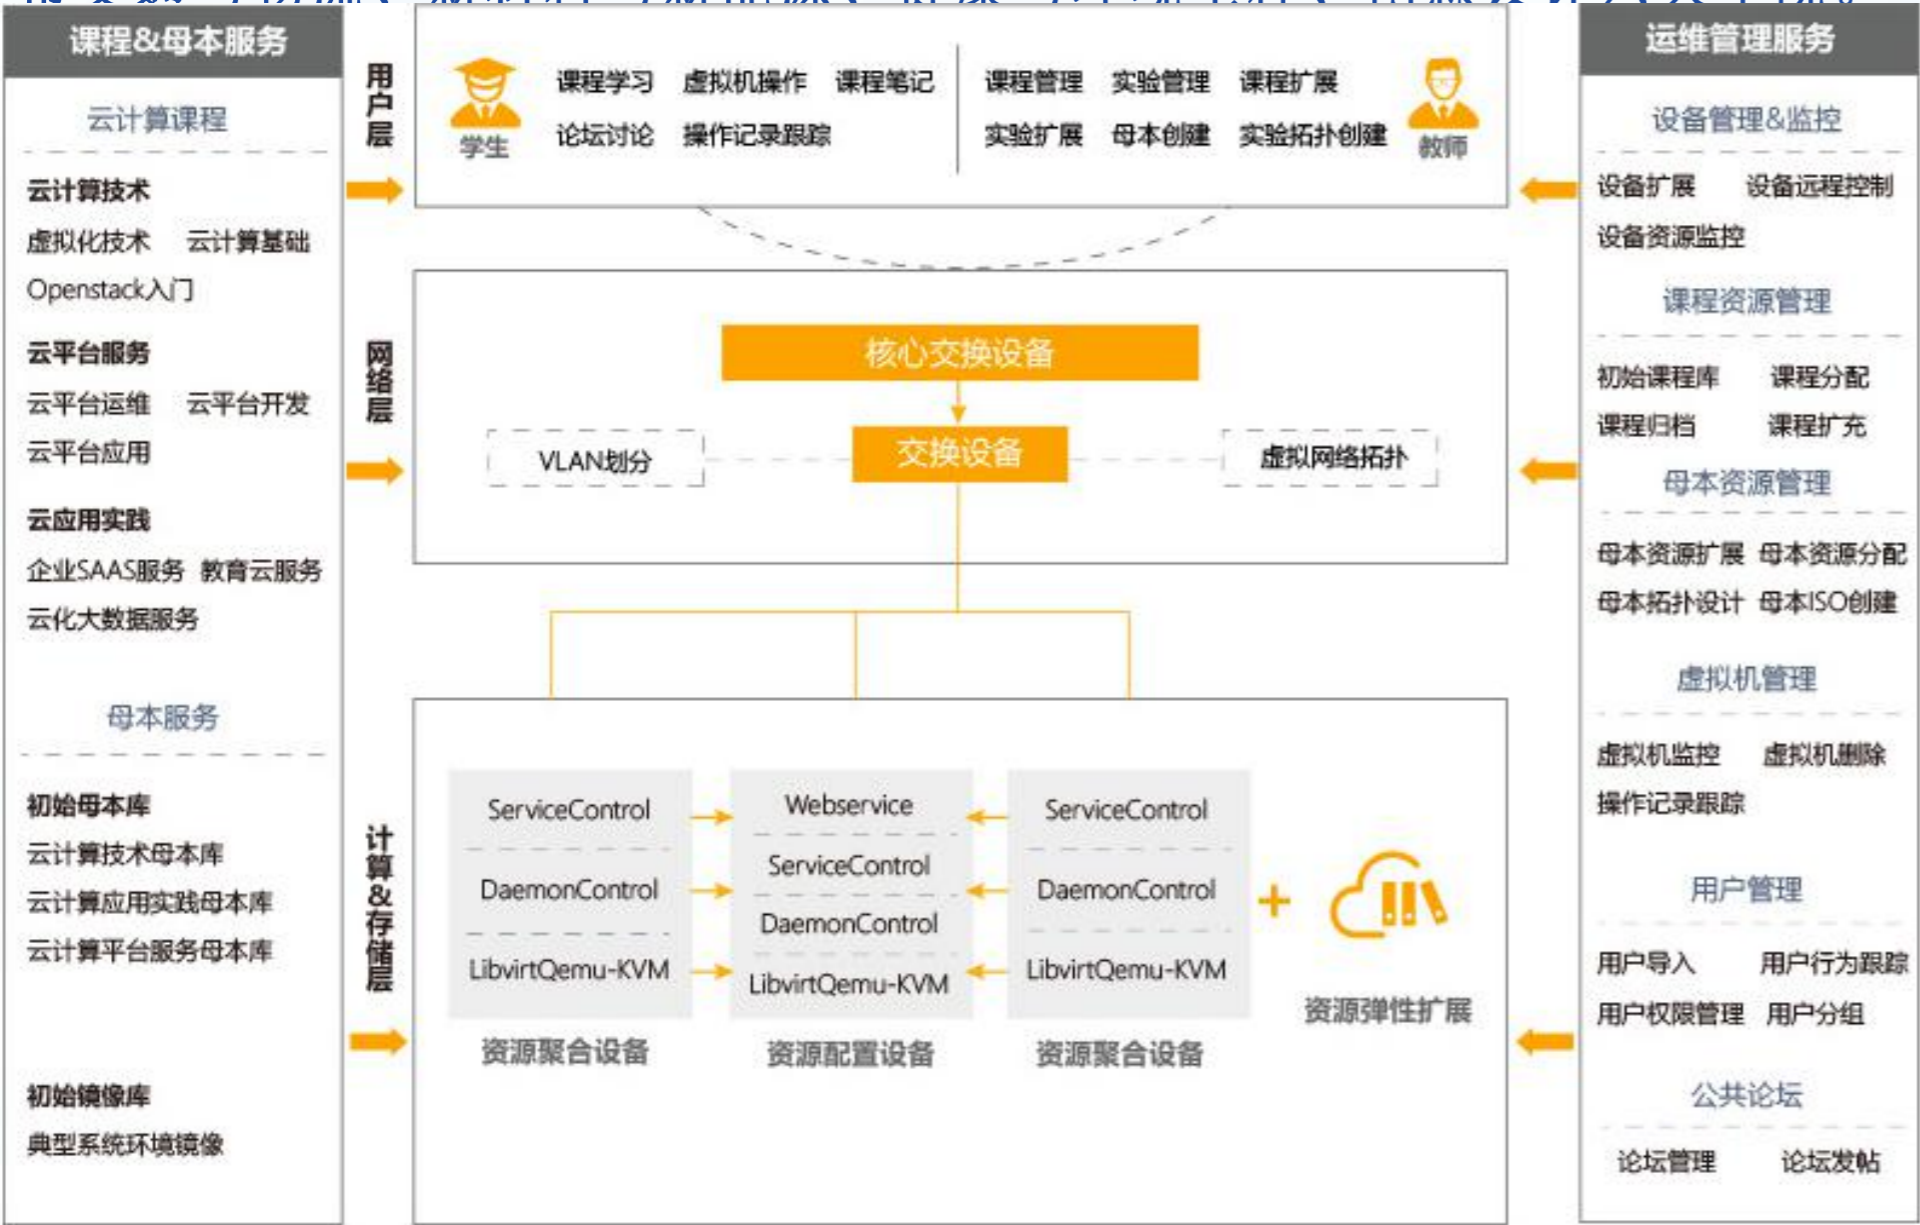 课程&母本服务
云计算课程
云计算技术
虚拟化技术 云计算基础
Openstack入门
云平台服务
云平台运维 云平台开发
云平台应用
云应用实践
企业SAAS服务 教育云服务
云化大数据服务
母本服务
初始母本库
云计算技术母本库
云计算应用实践母本库
云计算平台服务母本库
初始镜像库
典型系统环境镜像
用户层
学生
课程学习 虚拟机操作 课程笔记
论坛讨论 操作记录跟踪
课程管理 实验管理 课程扩展
实验扩展 母本创建 实验拓扑创建
教师
网络层
核心交换设备
VLAN划分
交换设备
虚拟网络拓扑
计算&存储层
ServiceControl
DaemonControl
LibvirtQemu-KVM
资源聚合设备
Webservice
ServiceControl
DaemonControl
LibvirtQemu-KVM
资源配置设备
ServiceControl
DaemonControl
LibvirtQemu-KVM
资源聚合设备
+
资源弹性扩展
运维管理服务
设备管理&监控
设备扩展 设备远程控制
设备资源监控
课程资源管理
初始课程库 课程分配
课程归档 课程扩充
母本资源管理
母本资源扩展 母本资源分配
母本拓扑设计 母本ISO创建
虚拟机管理
虚拟机监控 虚拟机删除
操作记录跟踪
用户管理
用户导入 用户行为跟踪
用户权限管理 用户分组
公共论坛
论坛管理 论坛发帖